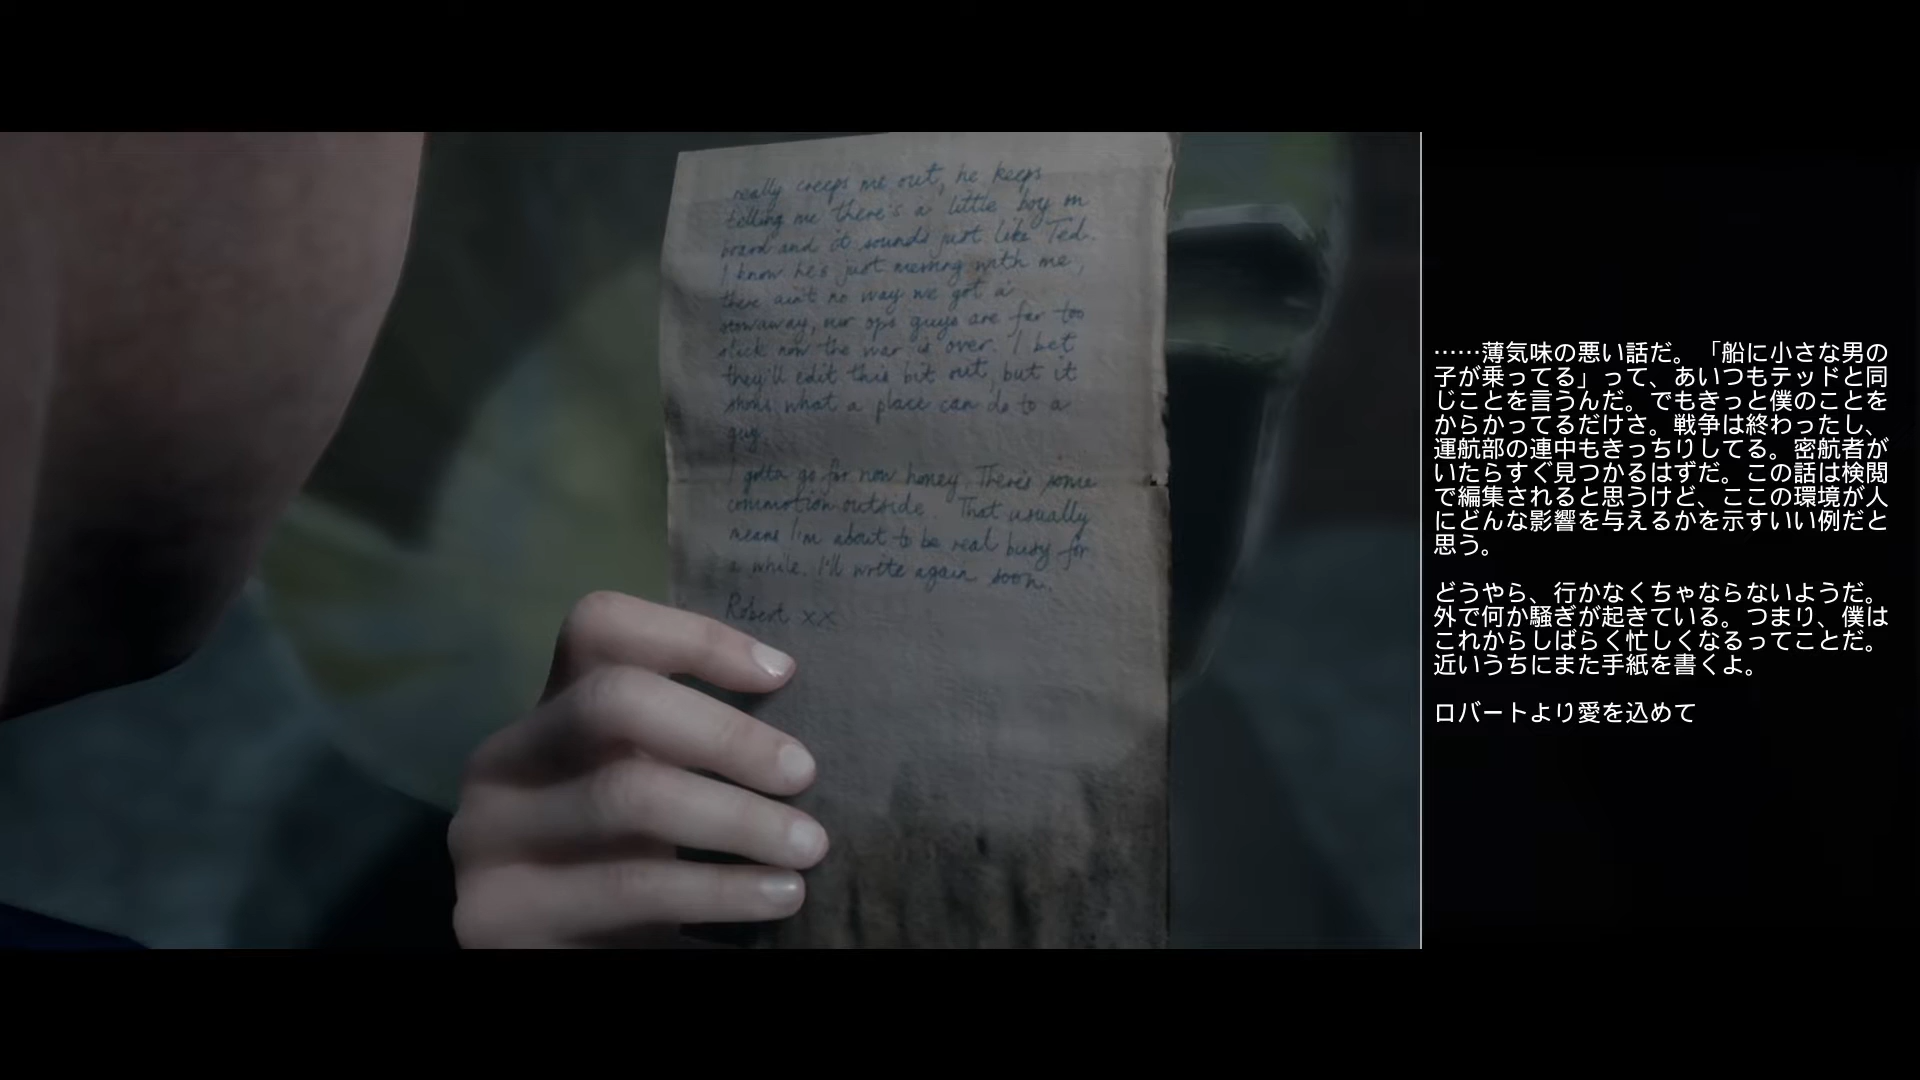 really creeps me out, he keeps
telling me there's a little boy on
board and it sounds just like Ted.
I know he's just messing with me,
there ain't no way we got a
stowaway, our ops guys are far too
slick now the war is over. I bet
they'll edit this bit out, but it
shows what a place can do to a
guy.
I gotta go for now honey. There's some
commotion outside. That usually
means I'm about to be real busy for
a while. I'll write again soon.
Robert xx
……薄気味の悪い話だ。「船に小さな男の
子が乗ってる」って、あいつもテッドと同
じことを言うんだ。でもきっと僕のことを
からかってるだけさ。戦争は終わったし、
運航部の連中もきっちりしてる。密航者が
いたらすぐ見つかるはずだ。この話は検閲
で編集されると思うけど、ここの環境が人
にどんな影響を与えるかを示すいい例だと
思う。
どうやら、行かなくちゃならないようだ。
外で何か騒ぎが起きている。つまり、僕は
これからしばらく忙しくなるってことだ。
近いうちにまた手紙を書くよ。
ロバートより愛を込めて